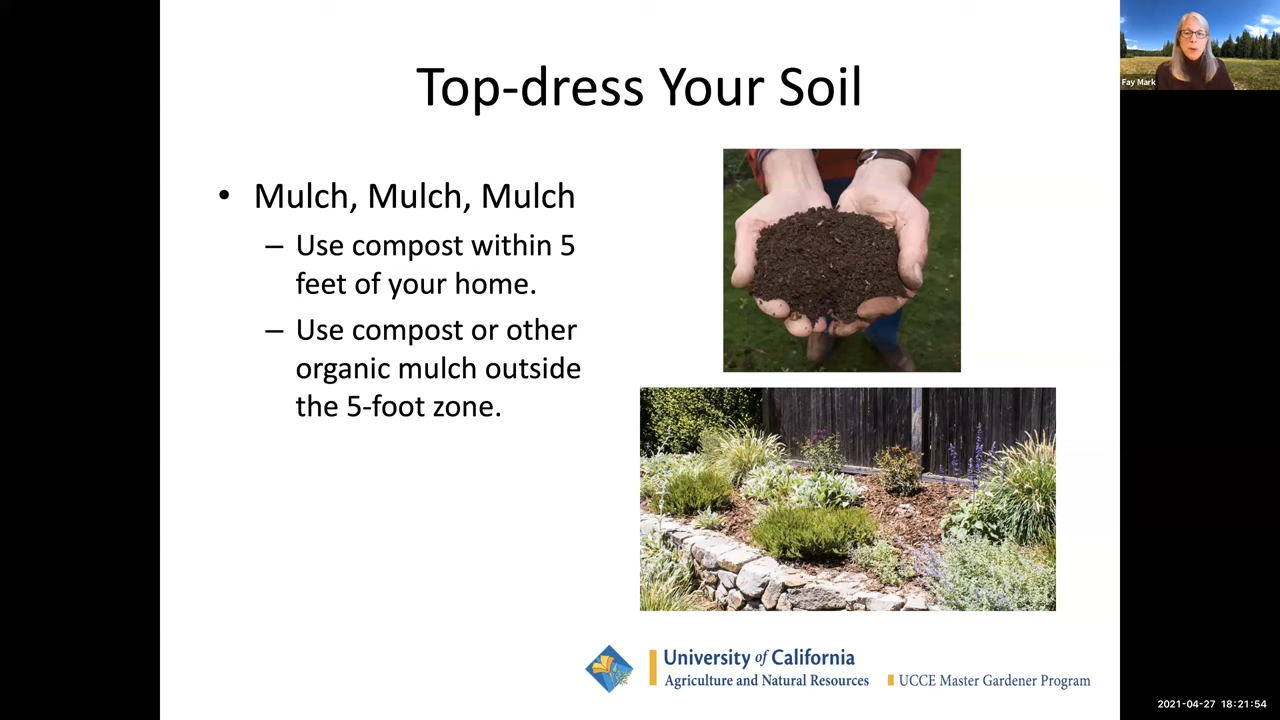 Top-dress Your Soil
• Mulch, Mulch, Mulch
– Use compost within 5
feet of your home.
– Use compost or other
organic mulch outside
the 5-foot zone.
University of California
Agriculture and Natural Resources
UCCE Master Gardener Program
Fay Mark
2021-04-27 18:21:54